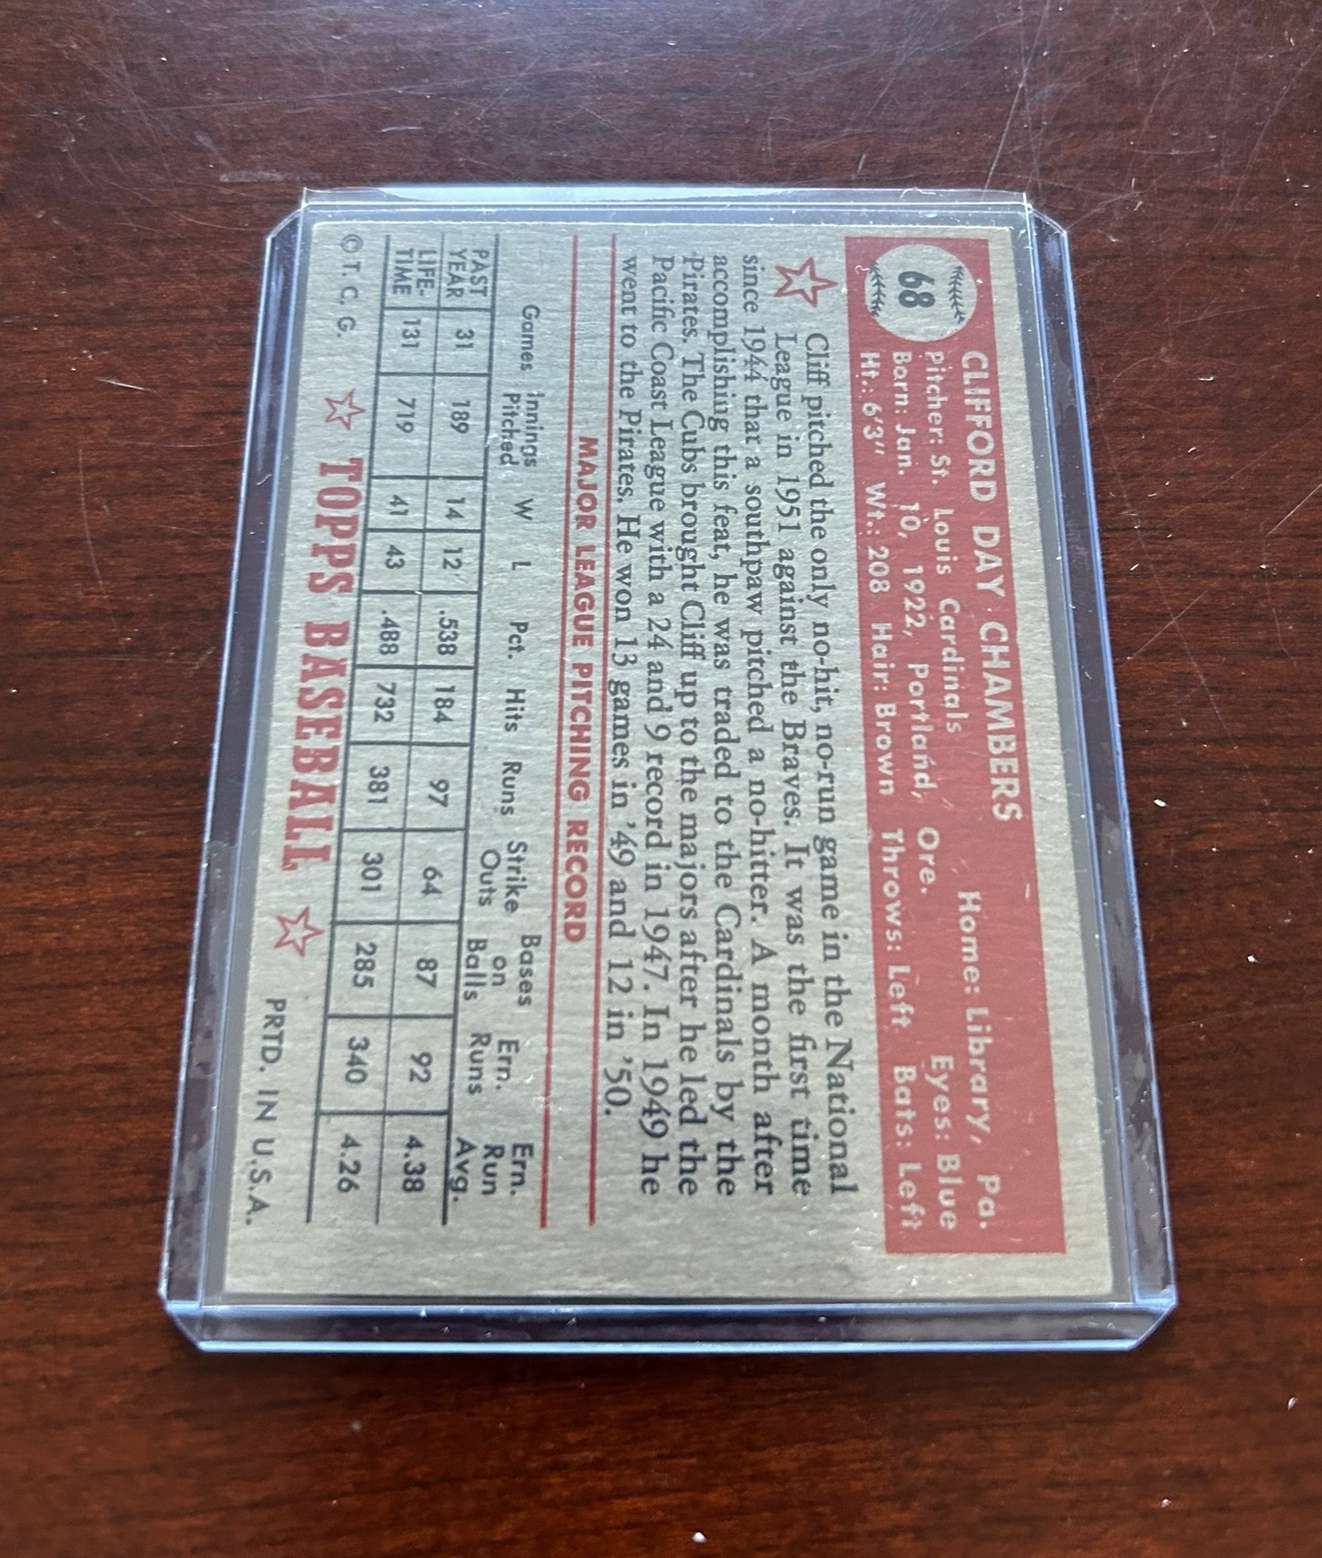 68
CLIFFORD DAY CHAMBERS
Pitcher: St. Louis Cardinals Home: Library, Pa.
Born: Jan. 10, 1922, Portland, Ore. Eyes: Blue
Ht.: 6'3" Wt.: 208 Hair: Brown Throws: Left Bats: Left
Cliff pitched the only no-hit, no-run game in the National
League in 1951 against the Braves. It was the first time
since 1944 that a southpaw pitched a no-hitter. A month after
accomplishing this feat, he was traded to the Cardinals by the
Pirates. The Cubs brought Cliff up to the majors after he led the
Pacific Coast League with a 24 and 9 record in 1947. In 1949 he
went to the Pirates. He won 13 games in '49 and 12 in '50.
MAJOR LEAGUE PITCHING RECORD
Games Innings Pitched W L Pct. Hits Runs Strike Outs Bases on Balls Ern. Runs Ern. Run Avg.
PAST YEAR 31 189 14 12 .538 184 97 64 87 92 4.38
LIFE-TIME 131 719 41 43 .488 732 381 301 285 340 4.26
© T. C. G. ☆ TOPPS BASEBALL ☆ PRTD. IN U.S.A.